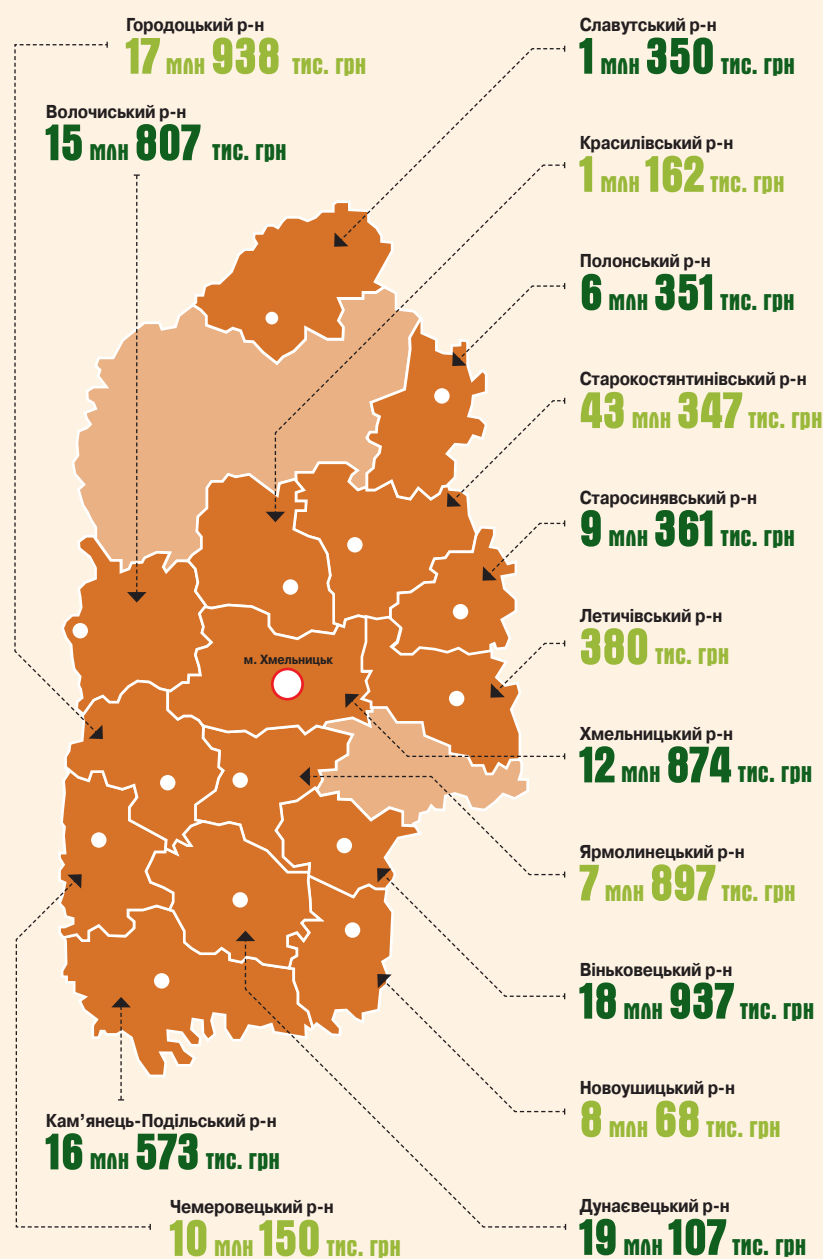 Городоцький р-н
17 млн 938 тис. грн
Волочиський р-н
15 млн 807 тис. грн
Славутський р-н
1 млн 350 тис. грн
Красилівський р-н
1 млн 162 тис. грн
Полонський р-н
6 млн 351 тис. грн
Старокостянтинівський р-н
43 млн 347 тис. грн
Старосинявський р-н
9 млн 361 тис. грн
Летичівський р-н
380 тис. грн
м. Хмельницьк
Хмельницький р-н
12 млн 874 тис. грн
Ярмолинецький р-н
7 млн 897 тис. грн
Віньковецький р-н
18 млн 937 тис. грн
Новоушицький р-н
8 млн 68 тис. грн
Кам’янець-Подільський р-н
16 млн 573 тис. грн
Чемеровецький р-н
10 млн 150 тис. грн
Дунаєвецький р-н
19 млн 107 тис. грн